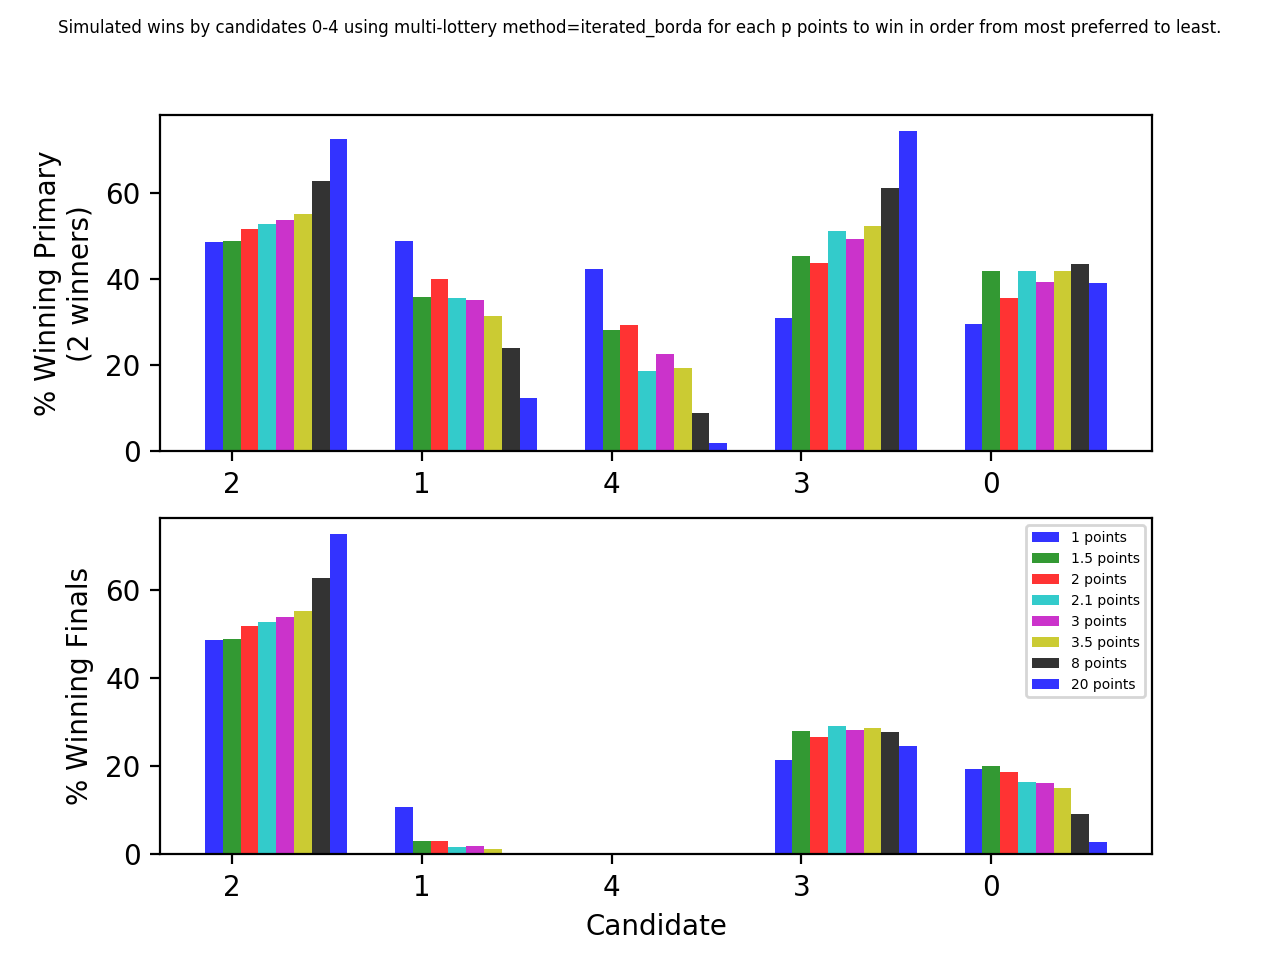 Simulated wins by candidates 0-4 using multi-lottery method=iterated_borda for each p points to win in order from most preferred to least.
% Winning Primary
(2 winners)
60
40
20
0
2 1 4 3 0
% Winning Finals
60
40
20
0
1 points
1.5 points
2 points
2.1 points
3 points
3.5 points
8 points
20 points
2 1 4 3 0
Candidate